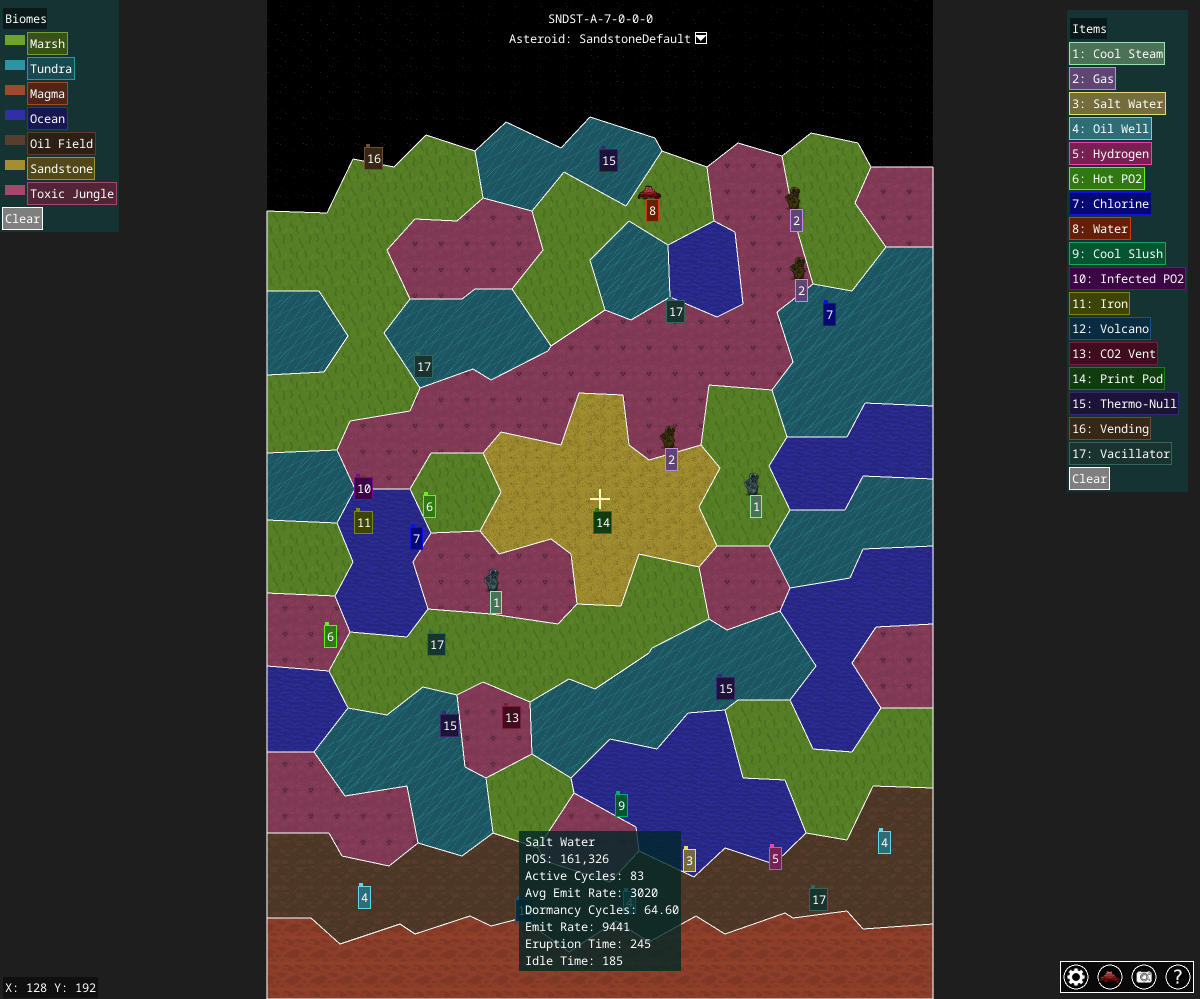 SNDST-A-7-0-0-0
Asteroid: SandstoneDefault
Biomes
Marsh
Tundra
Magma
Ocean
Oil Field
Sandstone
Toxic Jungle
Clear
Items
1: Cool Steam
2: Gas
3: Salt Water
4: Oil Well
5: Hydrogen
6: Hot PO2
7: Chlorine
8: Water
9: Cool Slush
10: Infected PO2
11: Iron
12: Volcano
13: CO2 Vent
14: Print Pod
15: Thermo-Null
16: Vending
17: Vacillator
Clear
16
15
8
2
2
17
7
17
2
10
6
1
11
14
7
1
6
17
15
15
13
9
4
3
5
4
17
Salt Water
POS: 161,326
Active Cycles: 83
Avg Emit Rate: 3020
Dormancy Cycles: 64.60
Emit Rate: 9441
Eruption Time: 245
Idle Time: 185
X: 128 Y: 192
?